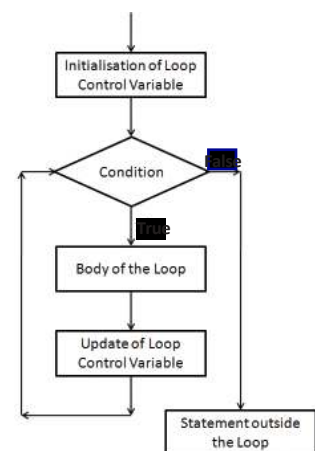 Initialisation of Loop
Control Variable
Condition
False
True
Body of the Loop
Update of Loop
Control Variable
Statement outside
the Loop